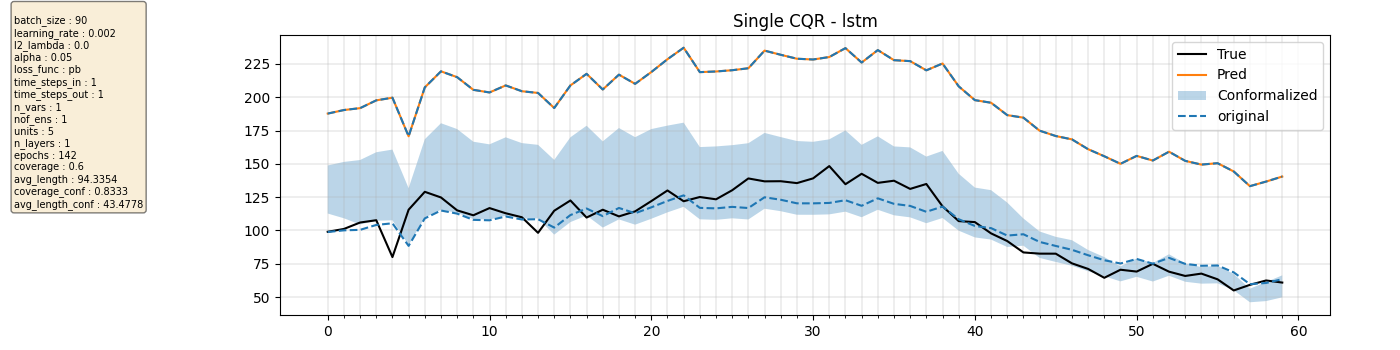 batch_size : 90
learning_rate : 0.002
l2_lambda : 0.0
alpha : 0.05
loss_func : pb
time_steps_in : 1
time_steps_out : 1
n_vars : 1
nof_ens : 1
units : 5
n_layers : 1
epochs : 142
coverage : 0.6
avg_length : 94.3354
coverage_conf : 0.8333
avg_length_conf : 43.4778
Single CQR - lstm
True
Pred
Conformalized
original
225
200
175
150
125
100
75
50
0 10 20 30 40 50 60